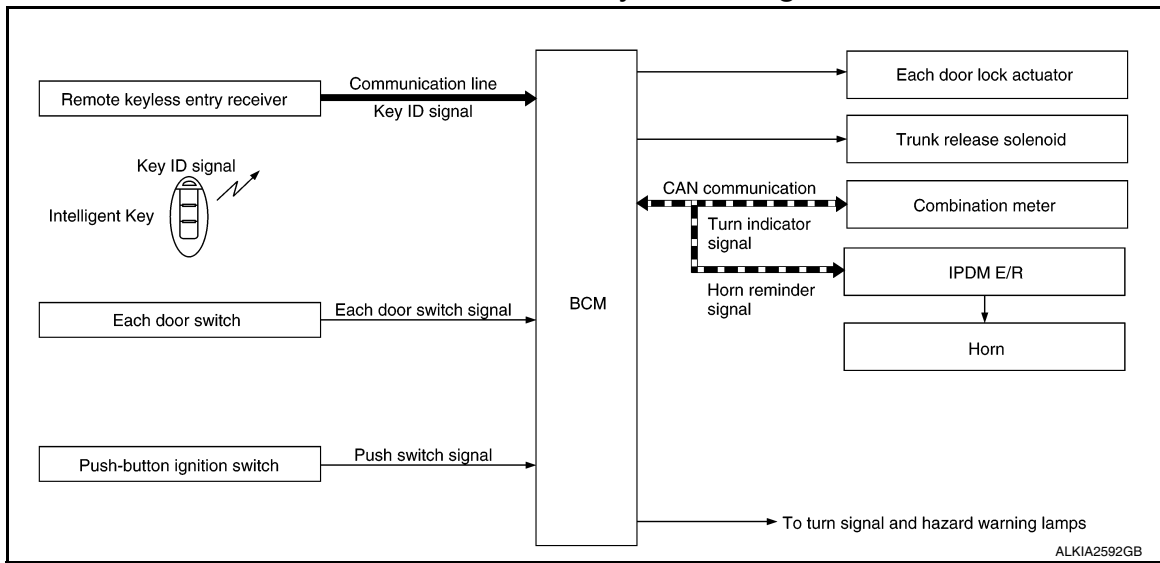 Remote keyless entry receiver
Communication line
Key ID signal
Key ID signal
Intelligent Key
Each door switch
Each door switch signal
Push-button ignition switch
Push switch signal
BCM
Each door lock actuator
Trunk release solenoid
CAN communication
Combination meter
Turn indicator
signal
IPDM E/R
Horn reminder
signal
Horn
To turn signal and hazard warning lamps
ALKIA2592GB